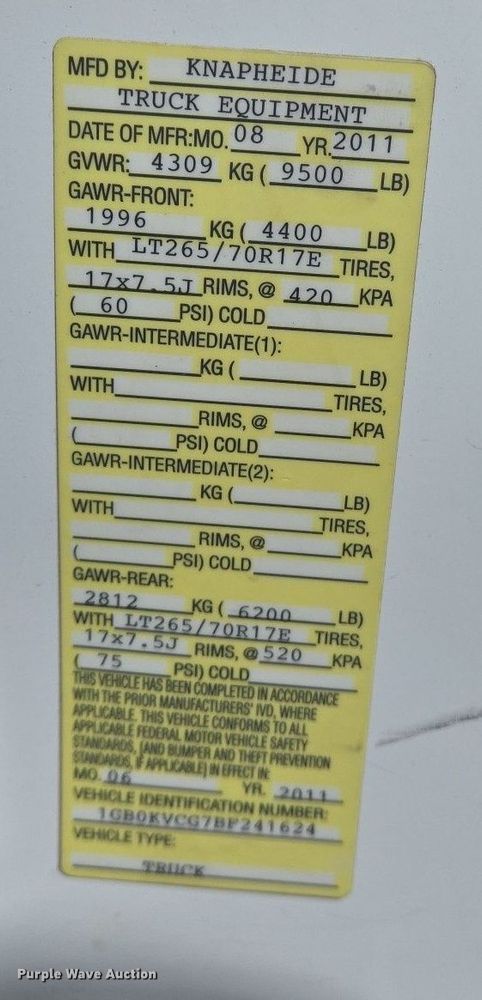 MFD BY: KNAPHEIDE
TRUCK EQUIPMENT
DATE OF MFR:MO. 08 YR. 2011
GVWR: 4309 KG ( 9500 LB)
GAWR-FRONT:
1996 KG ( 4400 LB)
WITH LT265/70R17E TIRES,
17x7.5J RIMS, @ 420 KPA
( 60 PSI) COLD
GAWR-INTERMEDIATE(1):
KG ( LB)
WITH TIRES,
RIMS, @ KPA
( PSI) COLD
GAWR-INTERMEDIATE(2):
KG ( LB)
WITH TIRES,
RIMS, @ KPA
( PSI) COLD
GAWR-REAR:
2812 KG ( 6200 LB)
WITH LT265/70R17E TIRES,
17x7.5J RIMS, @ 520 KPA
( 75 PSI) COLD
THIS VEHICLE HAS BEEN COMPLETED IN ACCORDANCE
WITH THE PRIOR MANUFACTURERS' IVD, WHERE
APPLICABLE. THIS VEHICLE CONFORMS TO ALL
APPLICABLE FEDERAL MOTOR VEHICLE SAFETY
STANDARDS, [AND BUMPER AND THEFT PREVENTION
STANDARDS, IF APPLICABLE] IN EFFECT IN:
MO. 06 YR. 2011
VEHICLE IDENTIFICATION NUMBER:
1GB0KVCG7BF241624
VEHICLE TYPE:
TRUCK
Purple Wave Auction